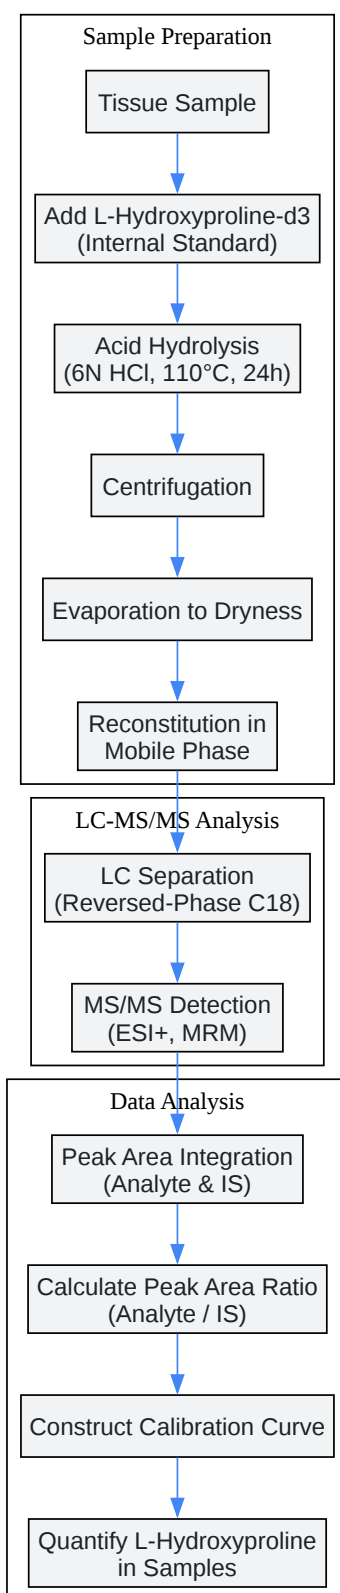 Sample Preparation
Tissue Sample
Add L-Hydroxyproline-d3
(Internal Standard)
Acid Hydrolysis
(6N HCl, 110°C, 24h)
Centrifugation
Evaporation to Dryness
Reconstitution in
Mobile Phase
LC-MS/MS Analysis
LC Separation
(Reversed-Phase C18)
MS/MS Detection
(ESI+, MRM)
Data Analysis
Peak Area Integration
(Analyte & IS)
Calculate Peak Area Ratio
(Analyte / IS)
Construct Calibration Curve
Quantify L-Hydroxyproline
in Samples